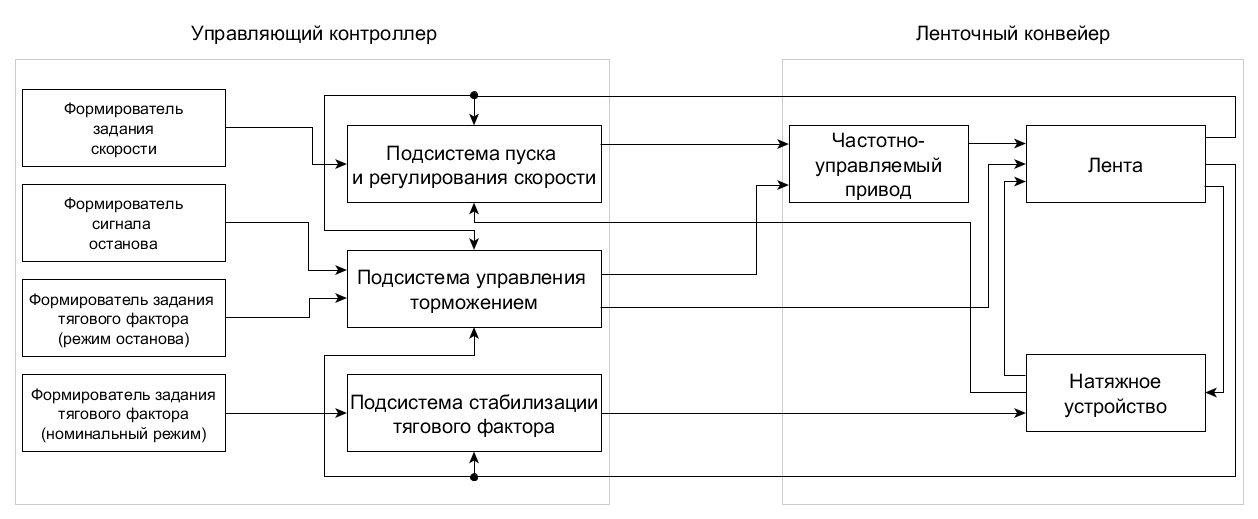 Управляющий контроллер
Ленточный конвейер
Формирователь
задания
скорости
Формирователь
сигнала
останова
Формирователь задания
тягового фактора
(режим останова)
Формирователь задания
тягового фактора
(номинальный режим)
Подсистема пуска
и регулирования скорости
Подсистема управления
торможением
Подсистема стабилизации
тягового фактора
Частотно-
управляемый
привод
Лента
Натяжное
устройство